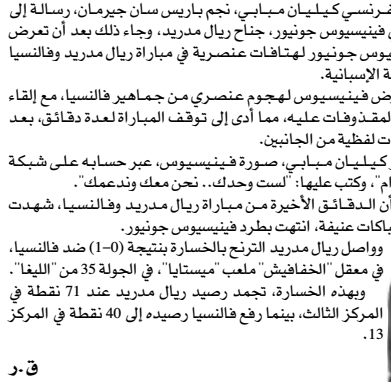 فرنسي كيليان مبابي، نجم باريس سان جيرمان، رسالة إلى
فينيسيوس جونيور، جناح ريال مدريد، وجاء ذلك بعد أن تعرض
يوس جونيور لهتافات عنصرية في مباراة ريال مدريد وفالنسيا
ة الإسبانية.
ض فينيسيوس لهجوم عنصري من جماهير فالنسيا، مع إلقاء
لمقذوفات عليه، مما أدى إلى توقف المباراة لعدة دقائق، بعد
ت لفظية من الجانبين.
كيليان مبابي، صورة فينيسيوس، عبر حسابه على شبكة
ام"، وكتب عليها: "لست وحدك.. نحن معك وندعمك".
أن الدقائق الأخيرة من مباراة ريال مدريد وفالنسيا، شهدت
باكات عنيفة، انتهت بطرد فينيسيوس جونيور.
وواصل ريال مدريد الترنح بالخسارة بنتيجة (0-1) ضد فالنسيا،
في معقل "الخفافيش" ملعب "ميستايا"، في الجولة 35 من "الليغا".
وبهذه الخسارة، تجمد رصيد ريال مدريد عند 71 نقطة في
المركز الثالث، بينما رفع فالنسيا رصيده إلى 40 نقطة في المركز
13.
ق.ر